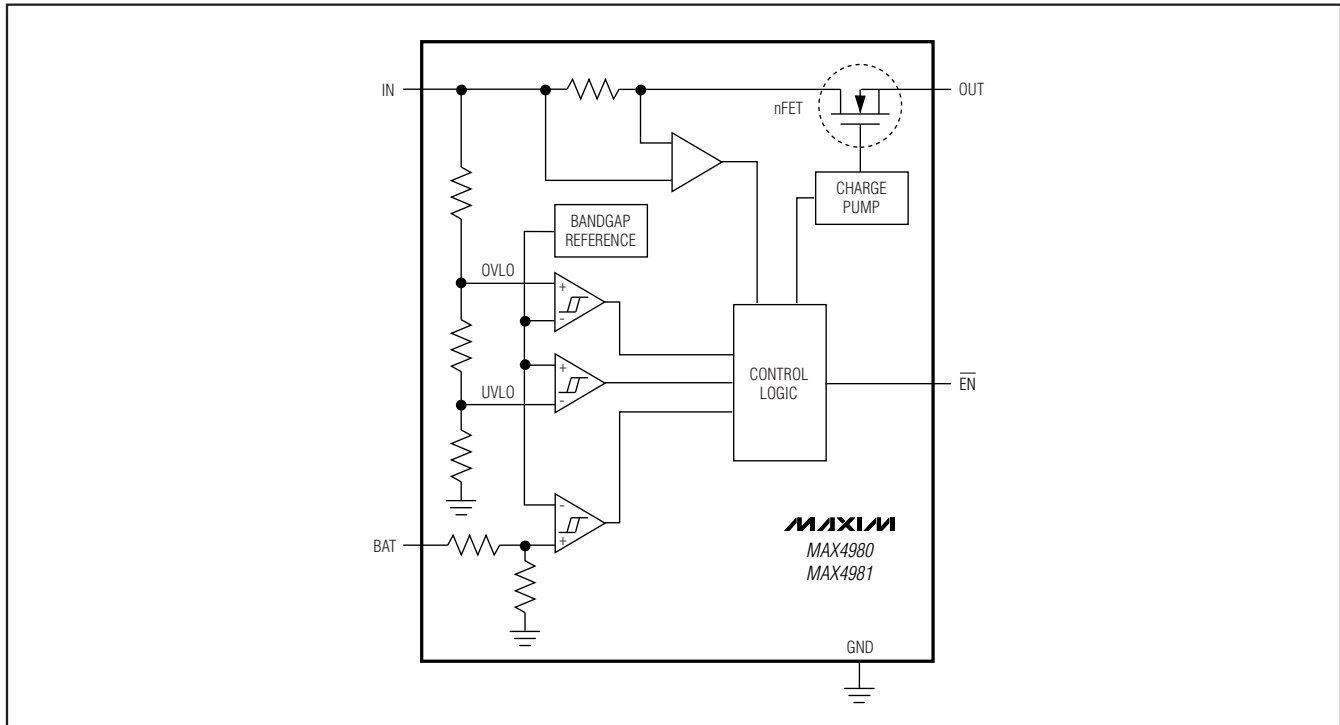 IN
OUT
nFET
CHARGE
PUMP
BANDGAP
REFERENCE
OVLO
+
-
+
CONTROL
LOGIC
EN
UVLO
-
-
+
BAT
MAXIM
MAX4980
MAX4981
GND